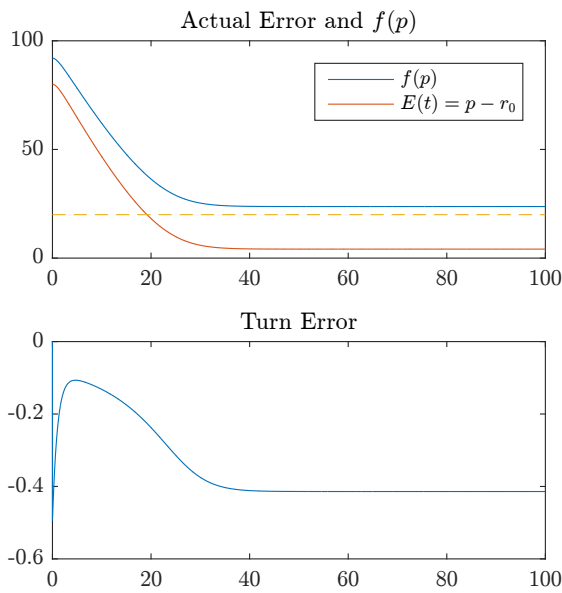 Actual Error and f(p)
100
50
0
f(p)
E(t) = p − r₀
0 20 40 60 80 100
Turn Error
0
-0.2
-0.4
-0.6
0 20 40 60 80 100